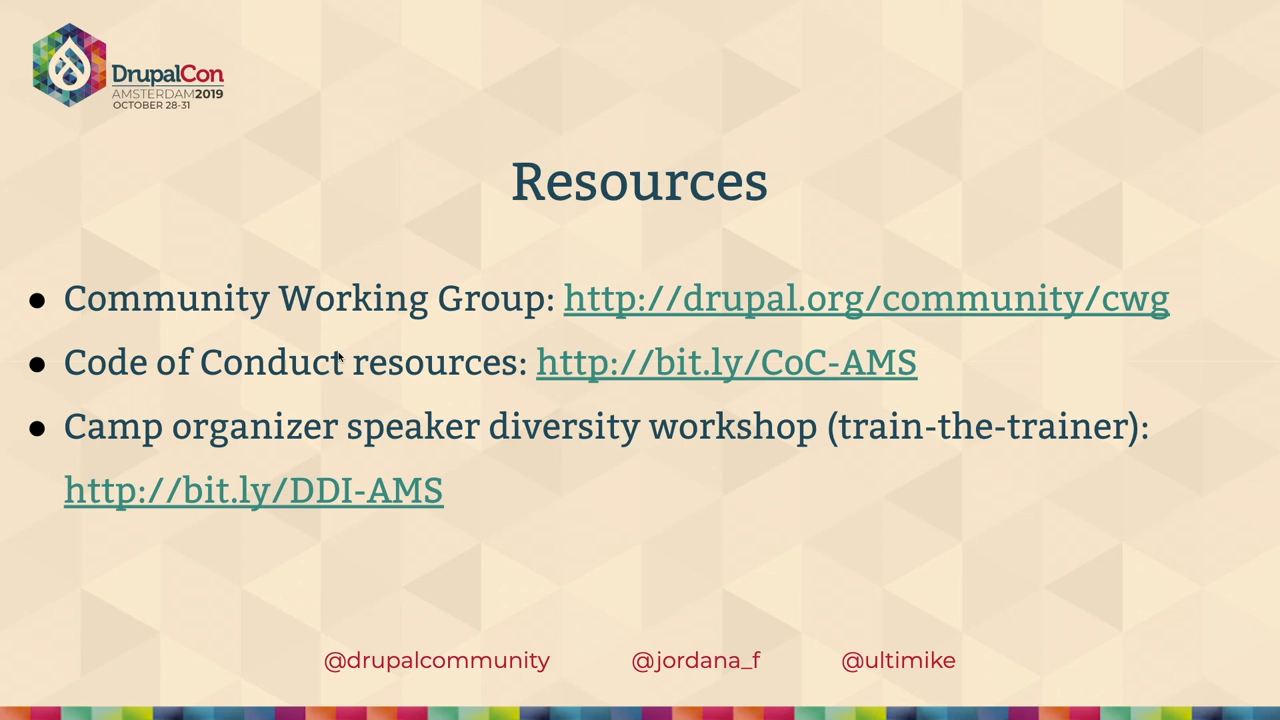 DrupalCon
AMSTERDAM2019
OCTOBER 28-31
Resources
● Community Working Group: http://drupal.org/community/cwg
● Code of Conduct resources: http://bit.ly/CoC-AMS
● Camp organizer speaker diversity workshop (train-the-trainer):
http://bit.ly/DDI-AMS
@drupalcommunity @jordana_f @ultimike